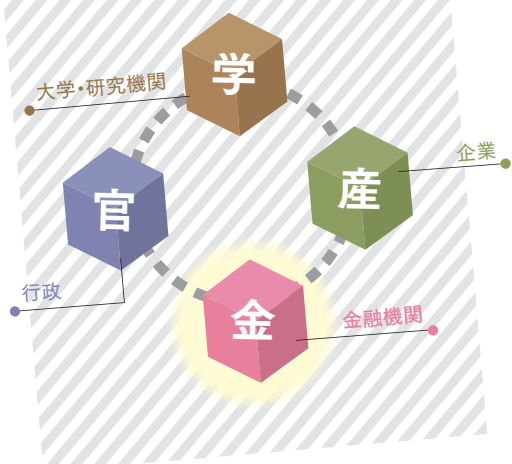 学
大学・研究機関
企業
産
官
行政
金
金融機関